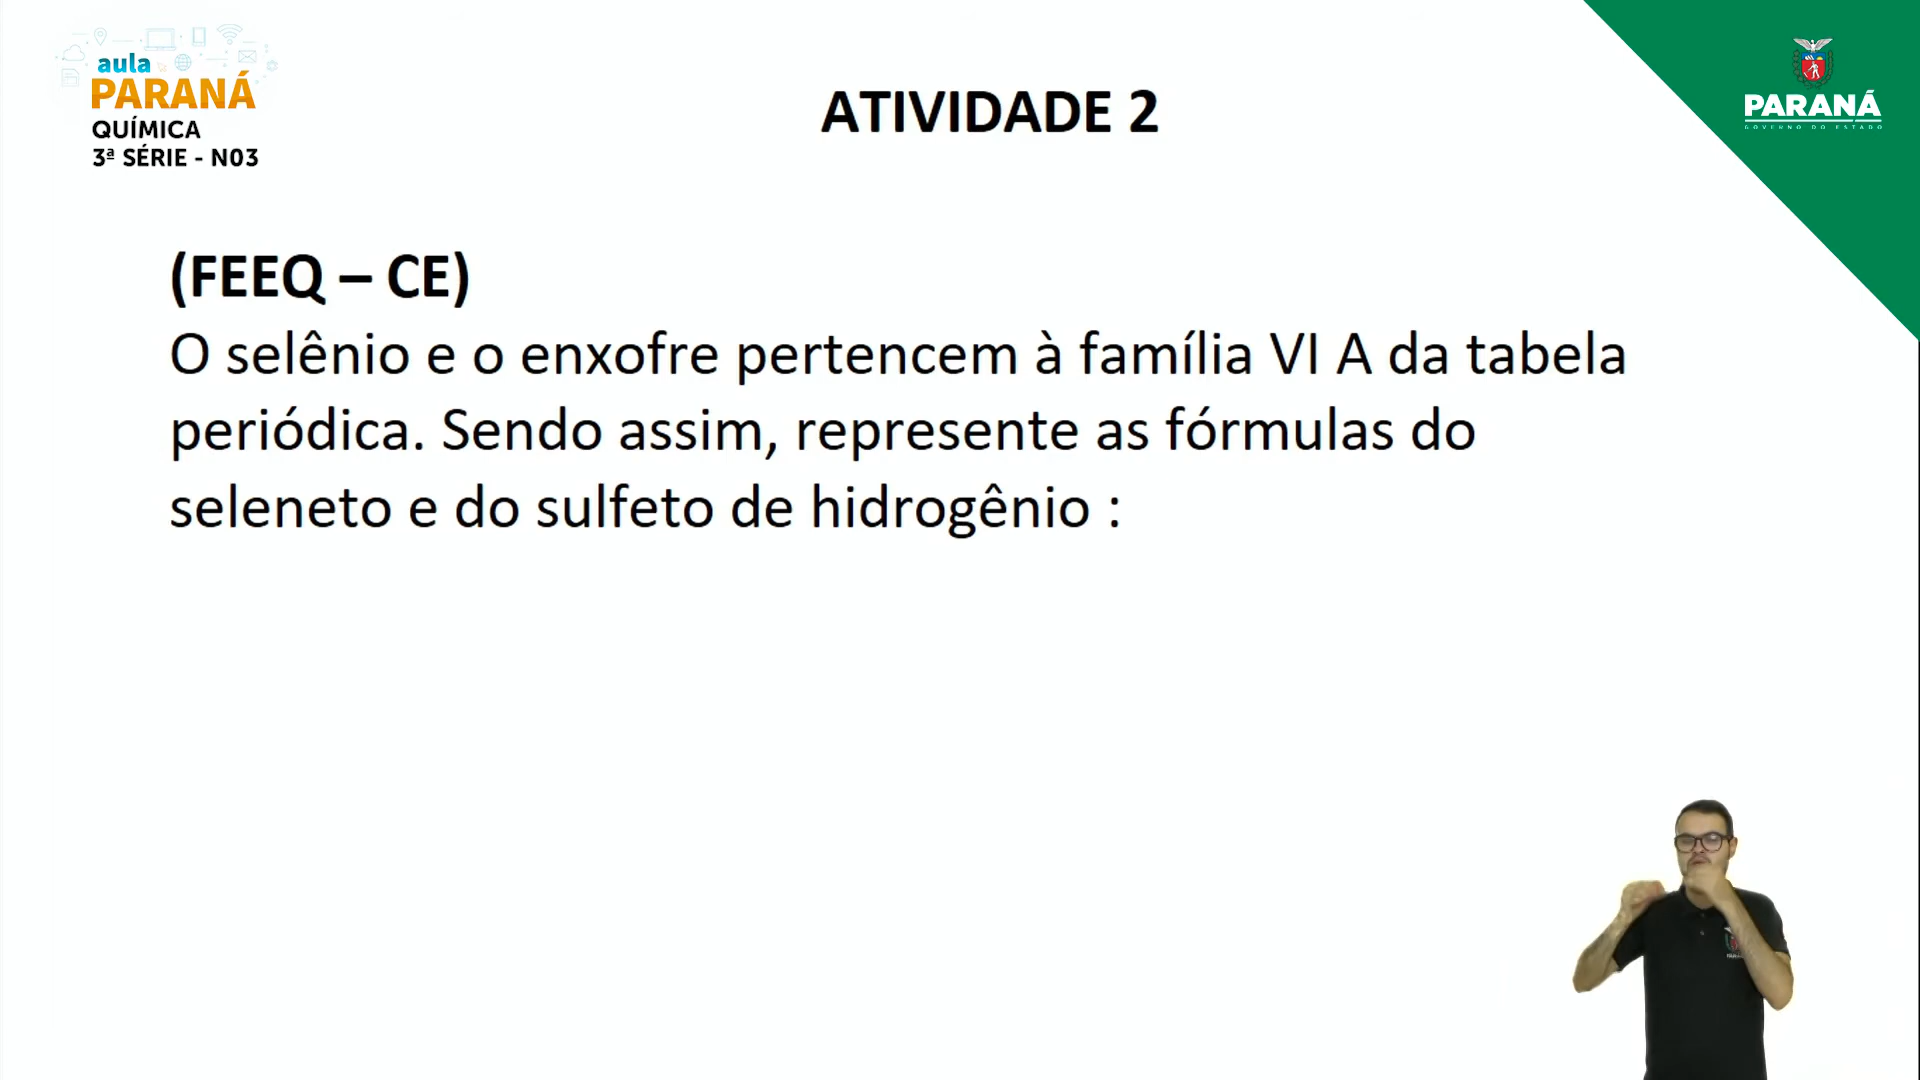 aula
PARANÁ
QUÍMICA
3ª SÉRIE - N03
PARANÁ
GOVERNO DO ESTADO
ATIVIDADE 2
(FEEQ – CE)
O selênio e o enxofre pertencem à família VI A da tabela
periódica. Sendo assim, represente as fórmulas do
seleneto e do sulfeto de hidrogênio :